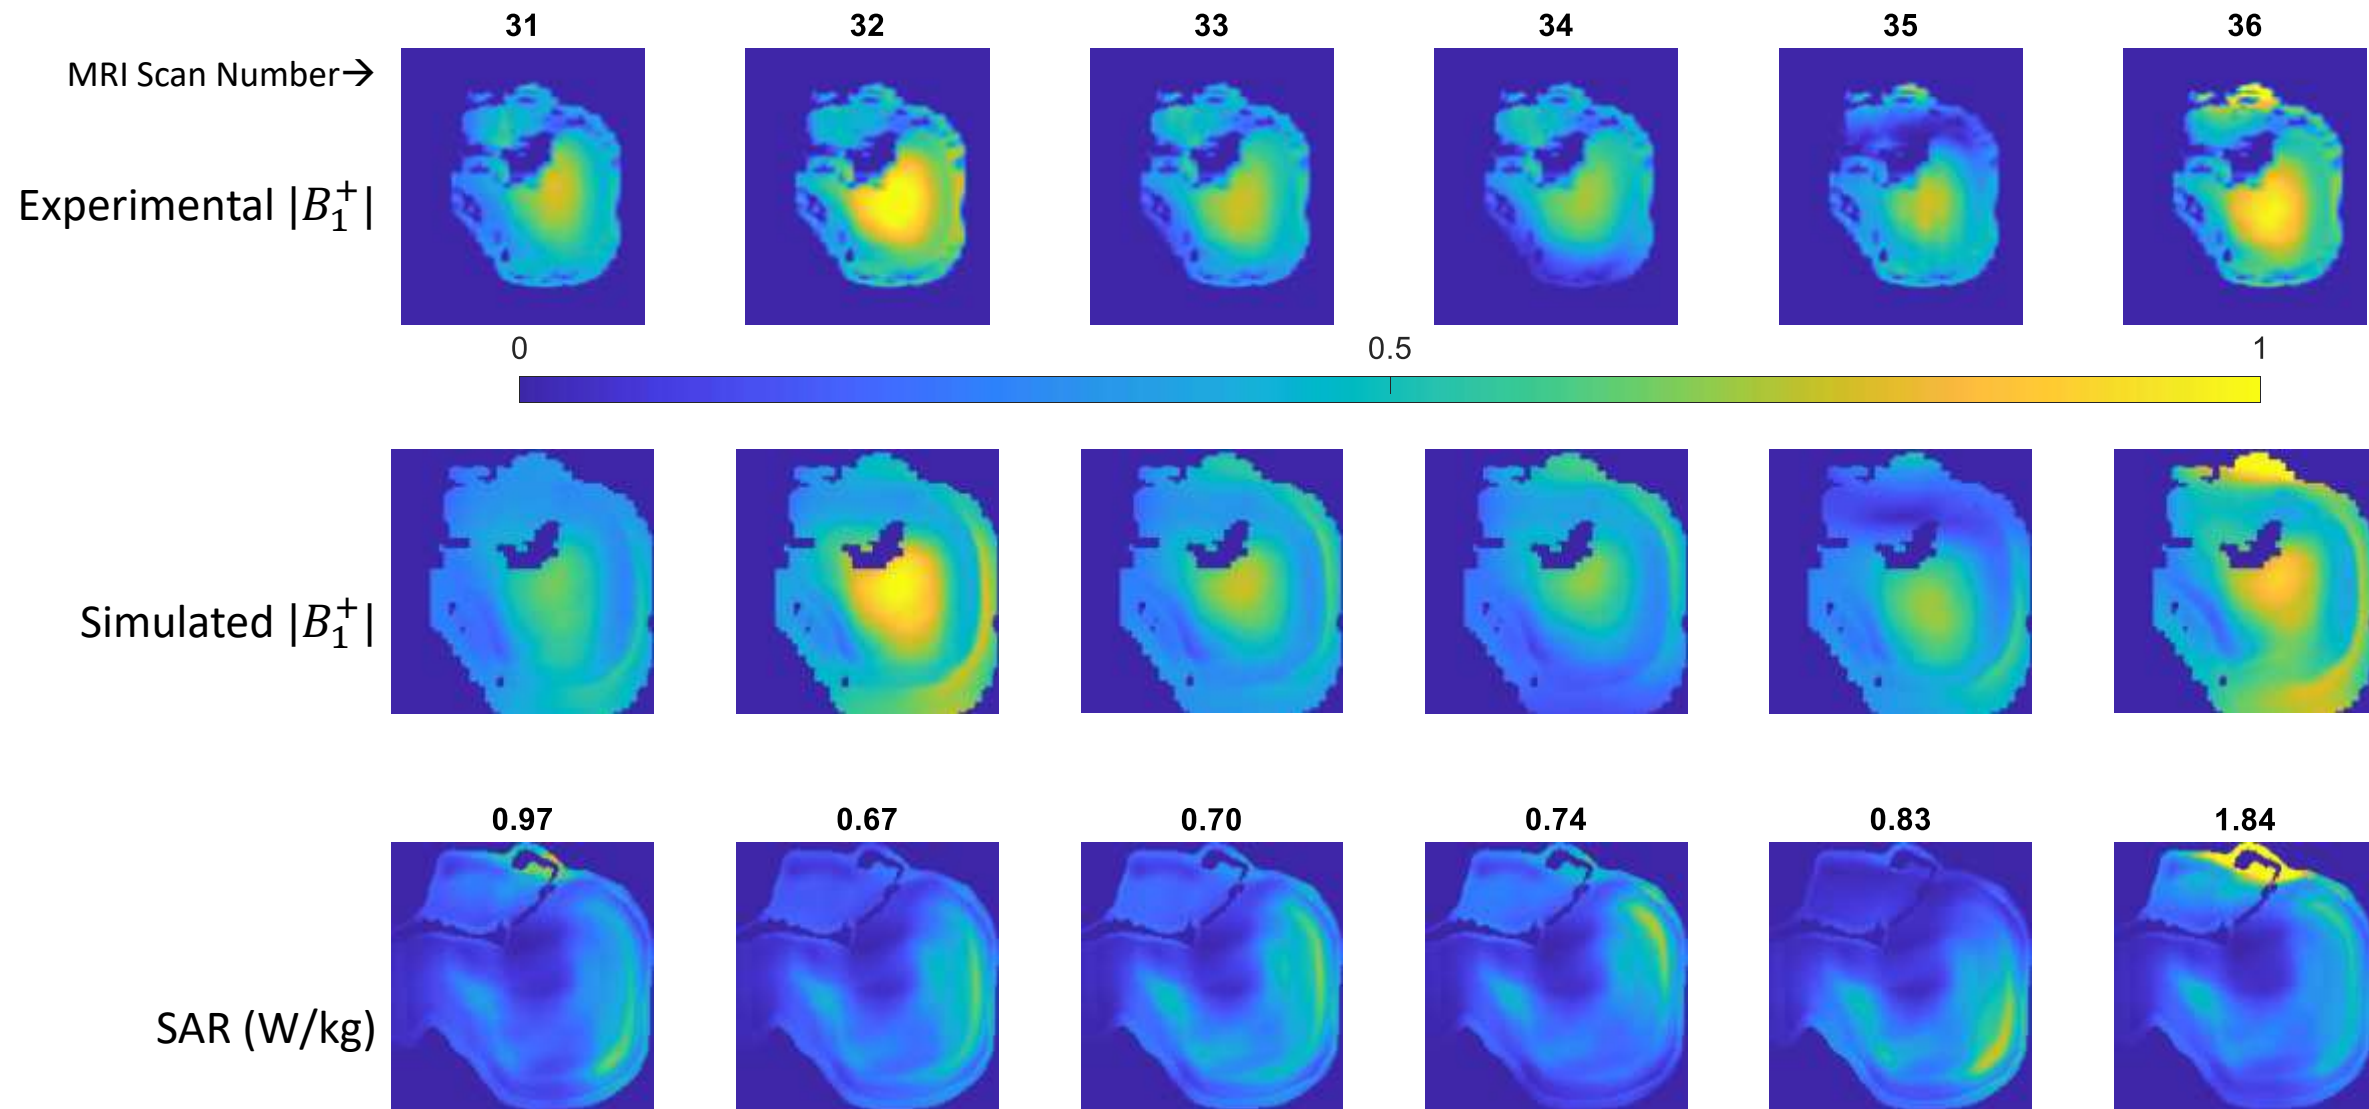 31 32 33 34 35 36
MRI Scan Number→
Experimental |B₁⁺|
0 0.5 1
Simulated |B₁⁺|
0.97 0.67 0.70 0.74 0.83 1.84
SAR (W/kg)